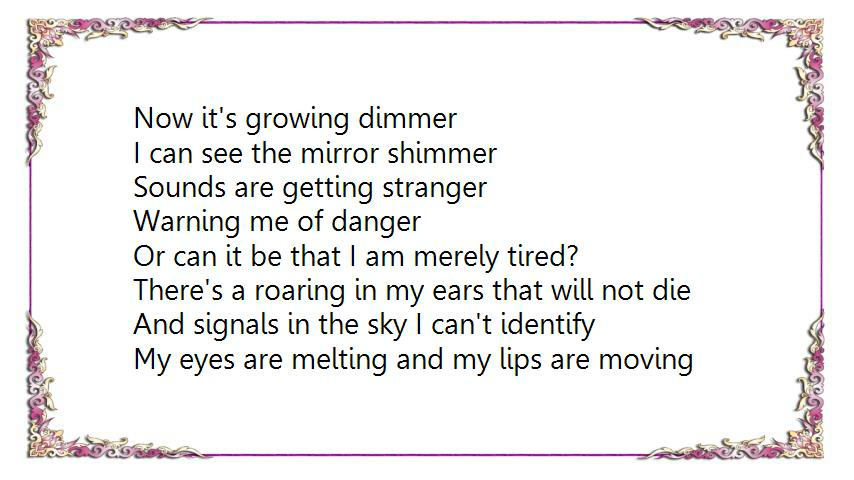 Now it's growing dimmer
I can see the mirror shimmer
Sounds are getting stranger
Warning me of danger
Or can it be that I am merely tired?
There's a roaring in my ears that will not die
And signals in the sky I can't identify
My eyes are melting and my lips are moving